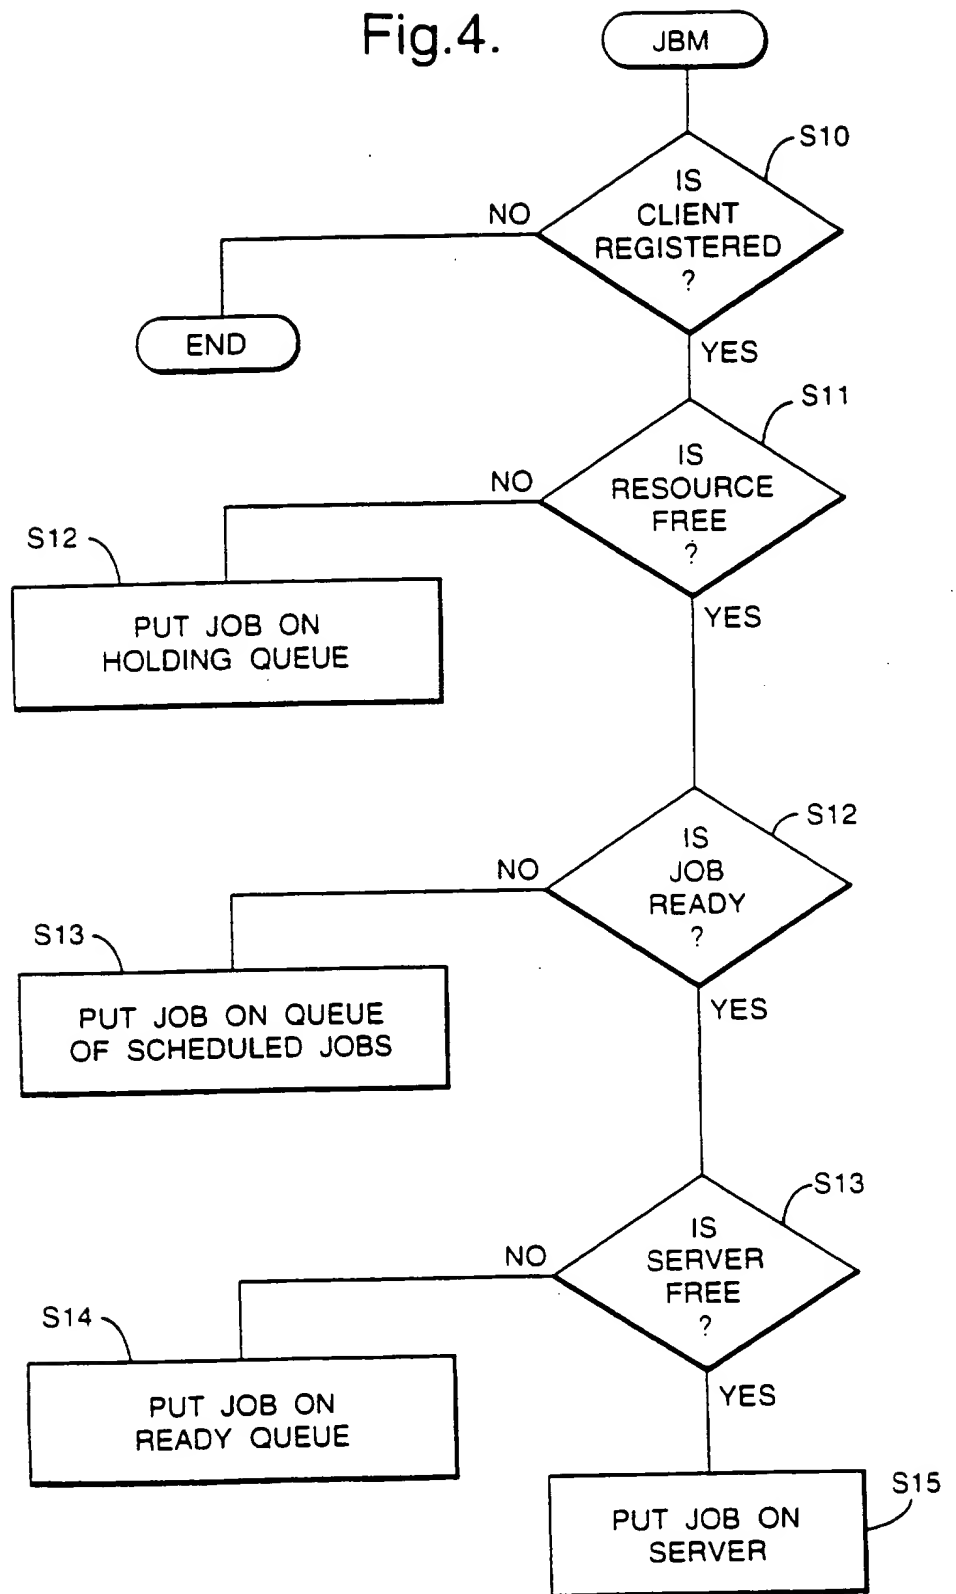 Fig.4.
JBM
S10
IS
CLIENT
REGISTERED
?
NO
END
YES
S11
IS
RESOURCE
FREE
?
NO
S12
PUT JOB ON
HOLDING QUEUE
YES
S12
IS
JOB
READY
?
NO
S13
PUT JOB ON QUEUE
OF SCHEDULED JOBS
YES
S13
IS
SERVER
FREE
?
NO
S14
PUT JOB ON
READY QUEUE
YES
S15
PUT JOB ON
SERVER